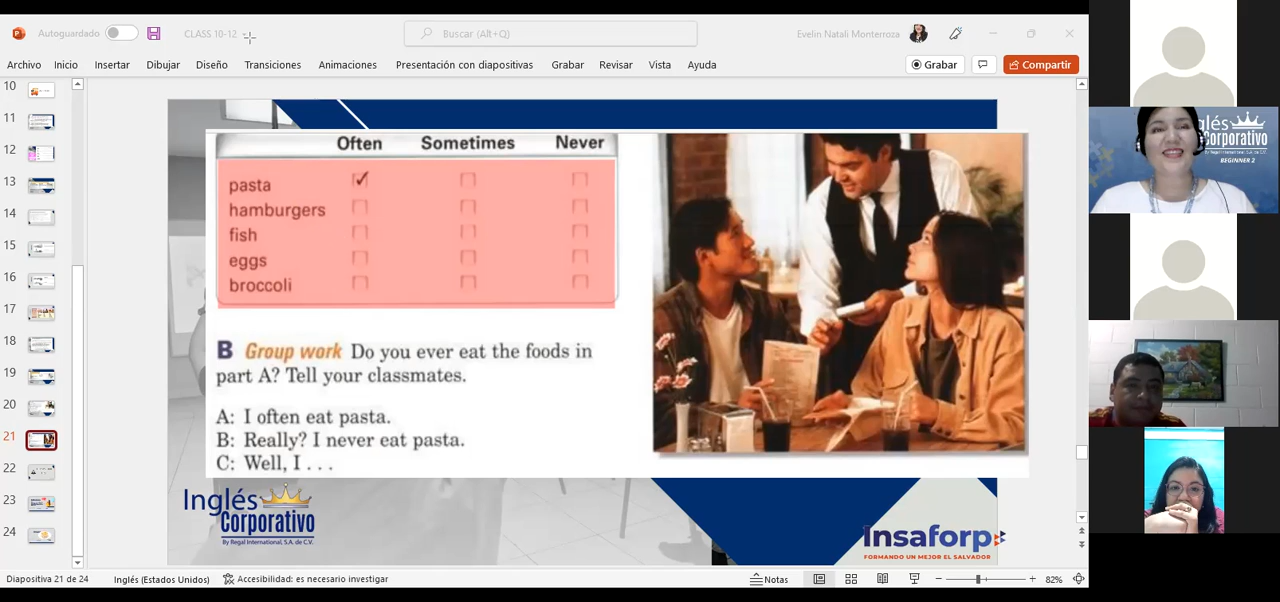 Autoguardado
CLASS 10-12
Buscar (Alt+Q)
Evelin Natali Monterroza
Archivo Inicio Insertar Dibujar Diseño Transiciones Animaciones Presentación con diapositivas Grabar Revisar Vista Ayuda
Grabar
Compartir
10
11
12
13
14
15
16
17
18
19
20
21
22
23
24
Often Sometimes Never
pasta
hamburgers
fish
eggs
broccoli
B Group work Do you ever eat the foods in
part A? Tell your classmates.
A: I often eat pasta.
B: Really? I never eat pasta.
C: Well, I . . .
Inglés
Corporativo
By Regal International, S.A. de C.V.
Insaforp
FORMANDO UN MEJOR EL SALVADOR
glés
Corporativo
BEGINNER 2
Diapositiva 21 de 24
Inglés (Estados Unidos)
Accesibilidad: es necesario investigar
Notas
82%